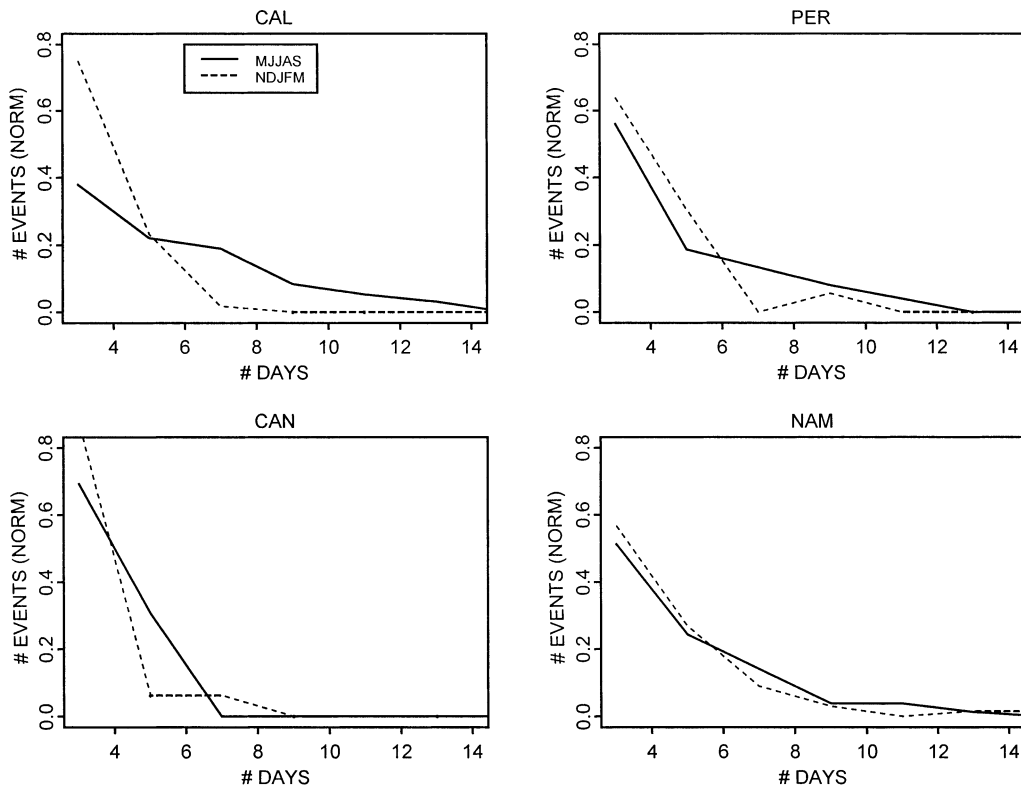 CAL
# EVENTS (NORM)
0.0 0.2 0.4 0.6 0.8
MJJAS
NDJFM
4 6 8 10 12 14
# DAYS
PER
# EVENTS (NORM)
0.0 0.2 0.4 0.6 0.8
4 6 8 10 12 14
# DAYS
CAN
# EVENTS (NORM)
0.0 0.2 0.4 0.6 0.8
4 6 8 10 12 14
# DAYS
NAM
# EVENTS (NORM)
0.0 0.2 0.4 0.6 0.8
4 6 8 10 12 14
# DAYS